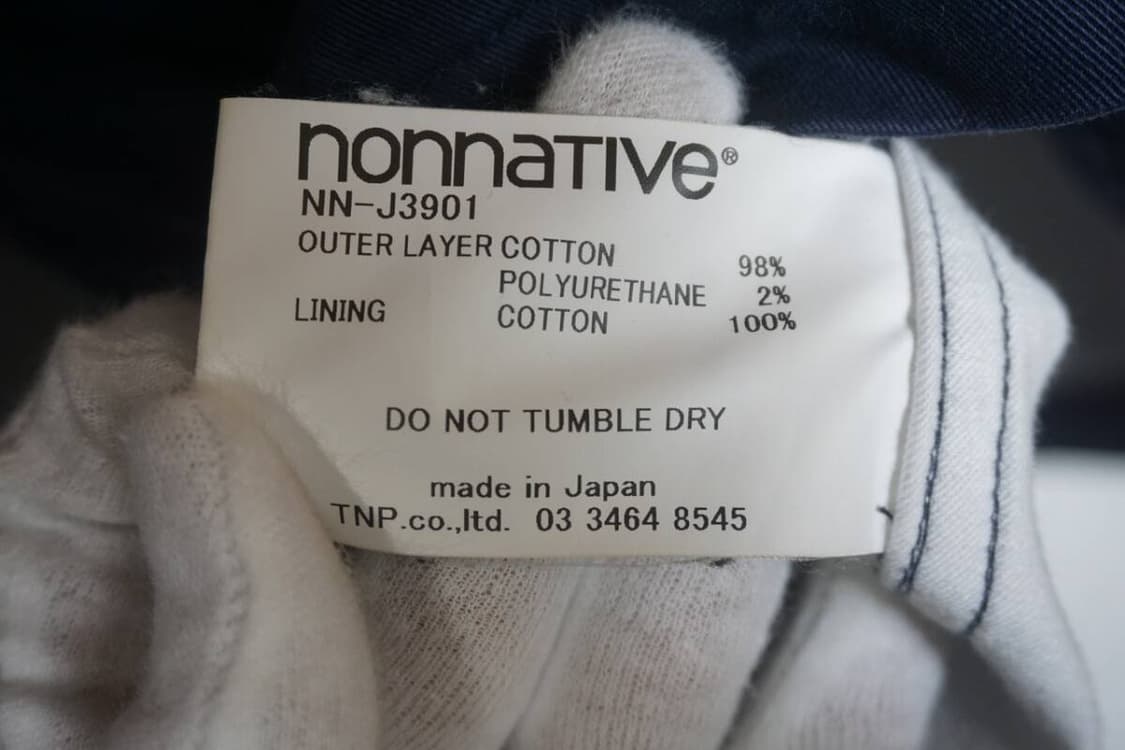 nonnaTIVe®
NN-J3901
OUTER LAYER COTTON 98%
POLYURETHANE 2%
LINING COTTON 100%
DO NOT TUMBLE DRY
made in Japan
TNP.co.,ltd. 03 3464 8545